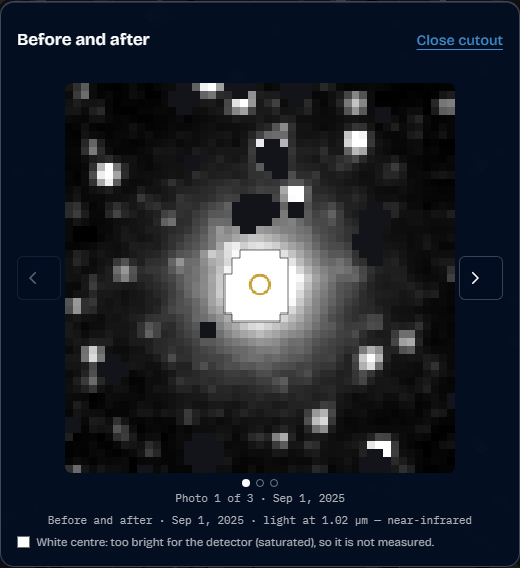 Before and after
Close cutout
Photo 1 of 3 · Sep 1, 2025
Before and after · Sep 1, 2025 · light at 1.02 µm — near-infrared
White centre: too bright for the detector (saturated), so it is not measured.